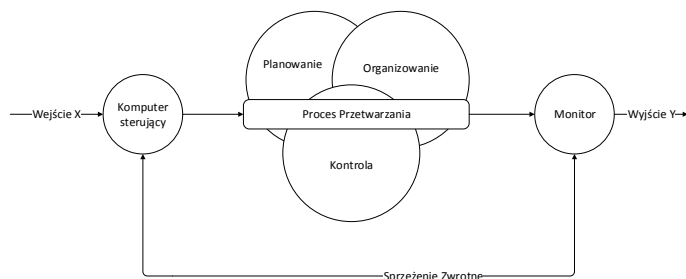 Planowanie
Organizowanie
Wejście X
Komputer
sterujący
Proces Przetwarzania
Monitor
Wyjście Y
Kontrola
Sprzężenie Zwrotne